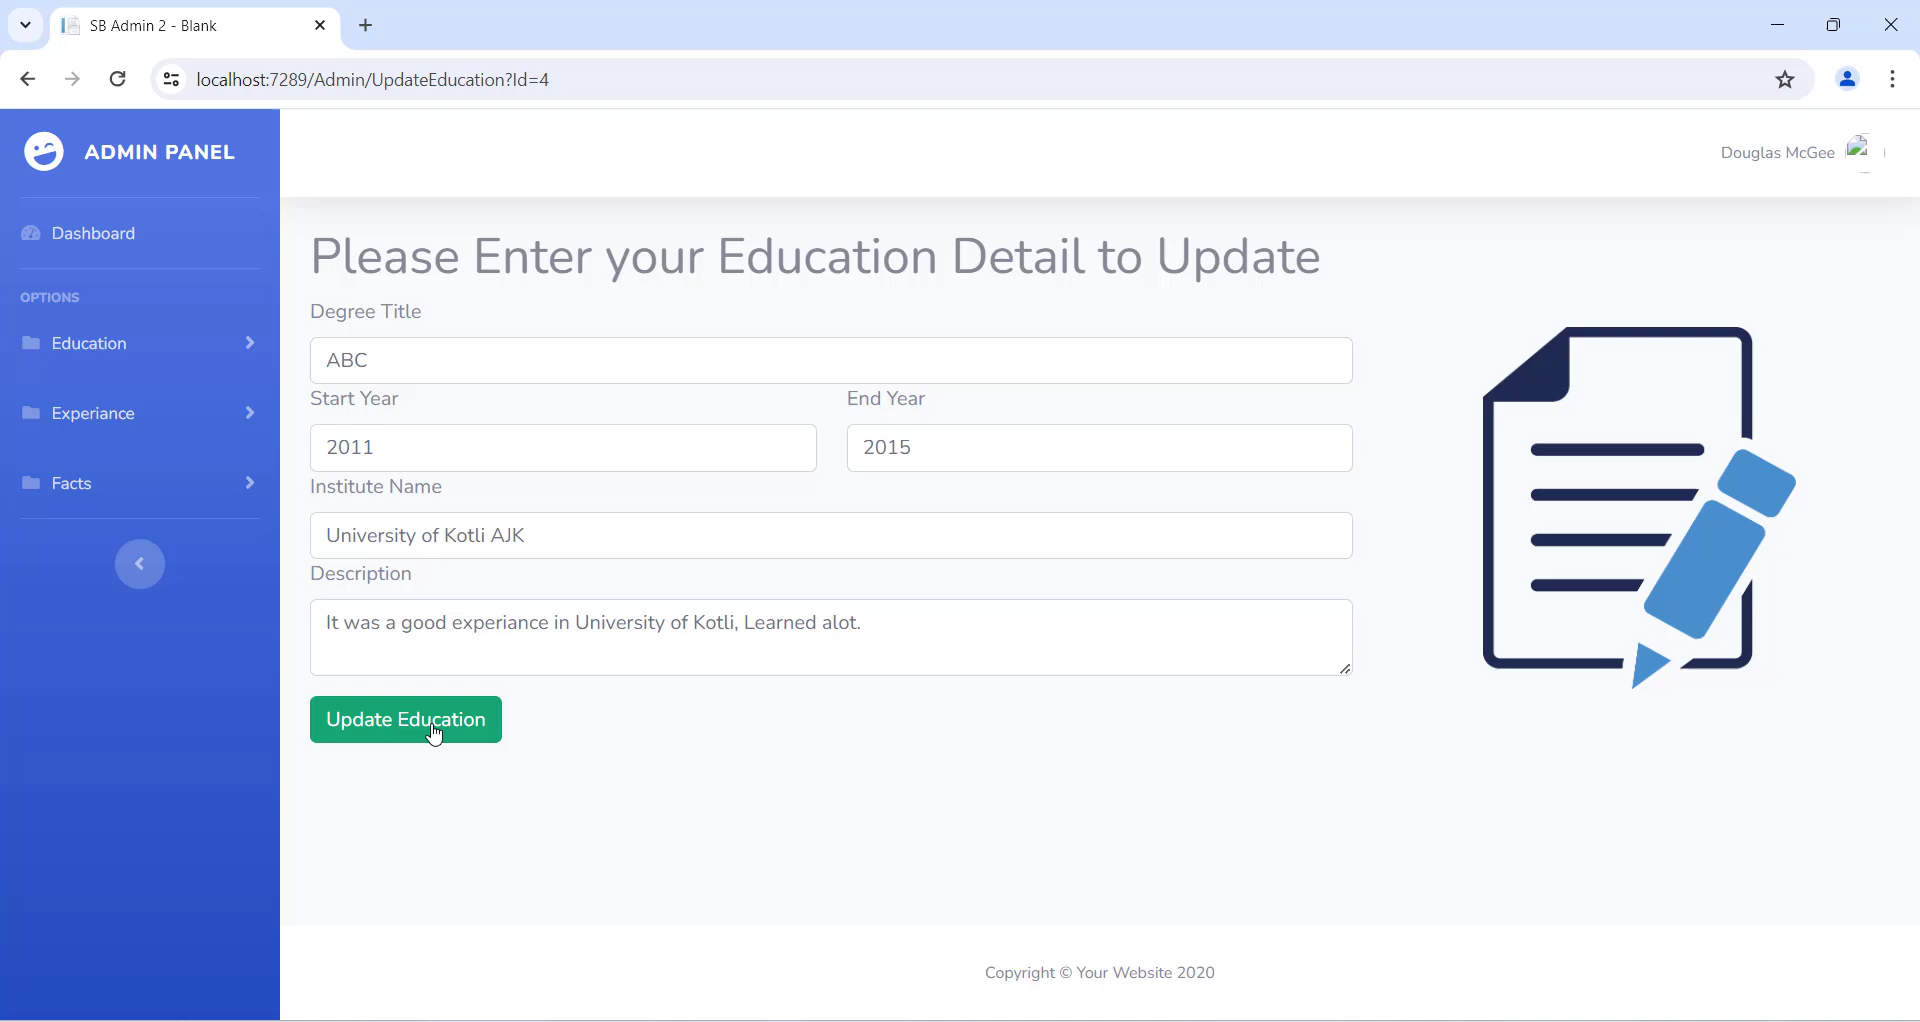 SB Admin 2 - Blank
localhost:7289/Admin/UpdateEducation?Id=4
ADMIN PANEL
Douglas McGee
Dashboard
OPTIONS
Education
Experiance
Facts
Please Enter your Education Detail to Update
Degree Title
ABC
Start Year End Year
2011 2015
Institute Name
University of Kotli AJK
Description
It was a good experiance in University of Kotli, Learned alot.
Update Education
Copyright © Your Website 2020